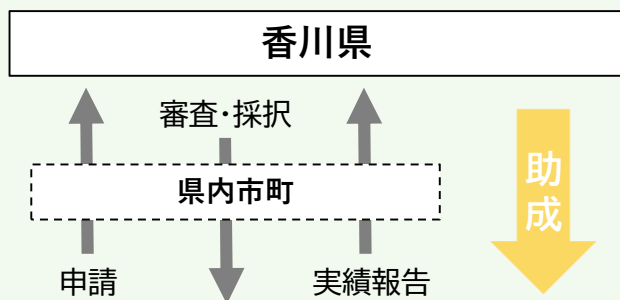 香川県
審査・採択
県内市町
助成
申請
実績報告